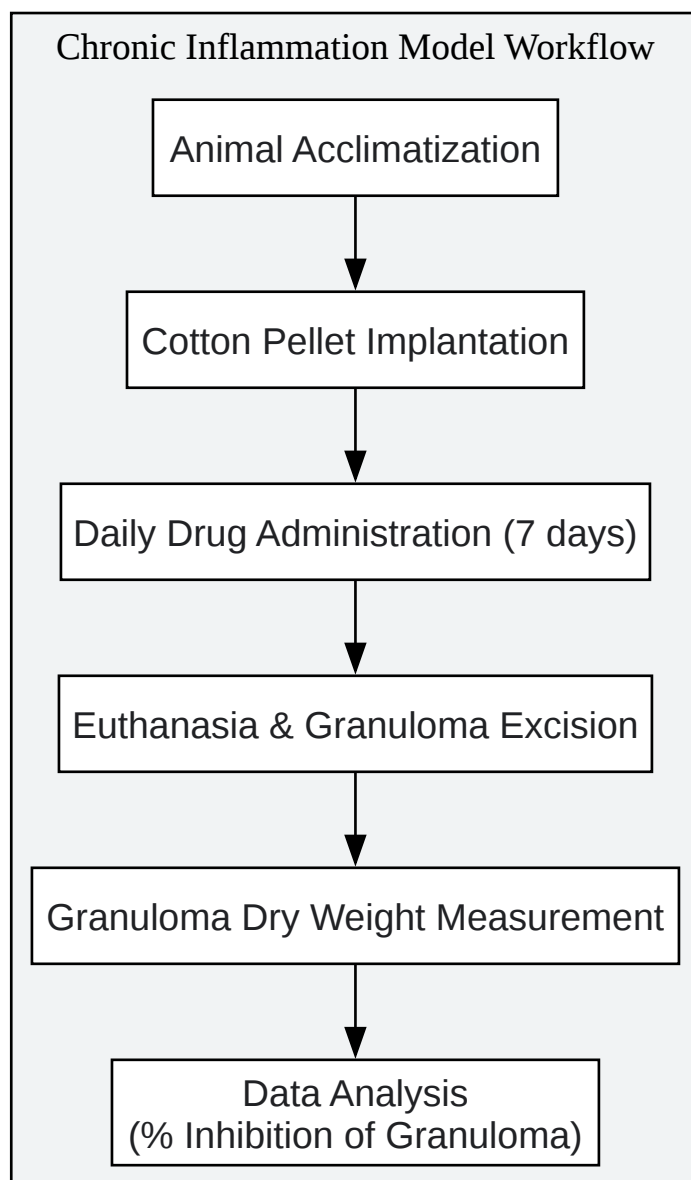 Chronic Inflammation Model Workflow
Animal Acclimatization
Cotton Pellet Implantation
Daily Drug Administration (7 days)
Euthanasia & Granuloma Excision
Granuloma Dry Weight Measurement
Data Analysis
(% Inhibition of Granuloma)